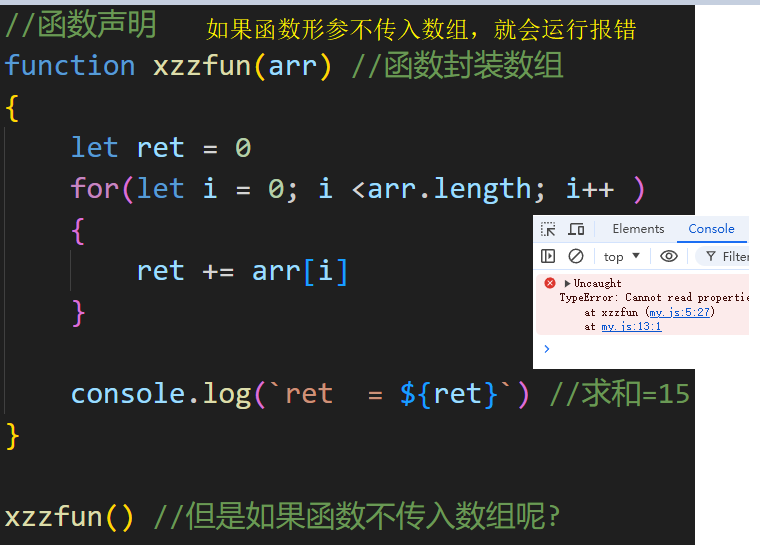 //函数声明 如果函数形参不传入数组，就会运行报错
function xzzfun(arr) //函数封装数组
{
let ret = 0
for(let i = 0; i <arr.length; i++ )
{
ret += arr[i]
}
console.log(`ret  = ${ret}`) //求和=15
}
xzzfun() //但是如果函数不传入数组呢?
Elements Console
top Filter
Uncaught
TypeError: Cannot read propertie
at xzzfun (my.js:5:27)
at my.js:13:1